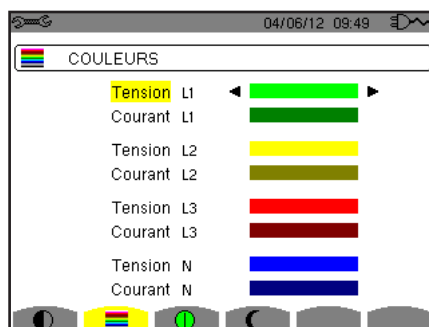 04/06/12 09:49
COULEURS
Tension L1
Courant L1
Tension L2
Courant L2
Tension L3
Courant L3
Tension N
Courant N